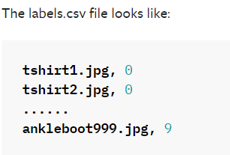 The labels.csv file looks like:
tshirt1.jpg, 0
tshirt2.jpg, 0
......
ankleboot999.jpg, 9